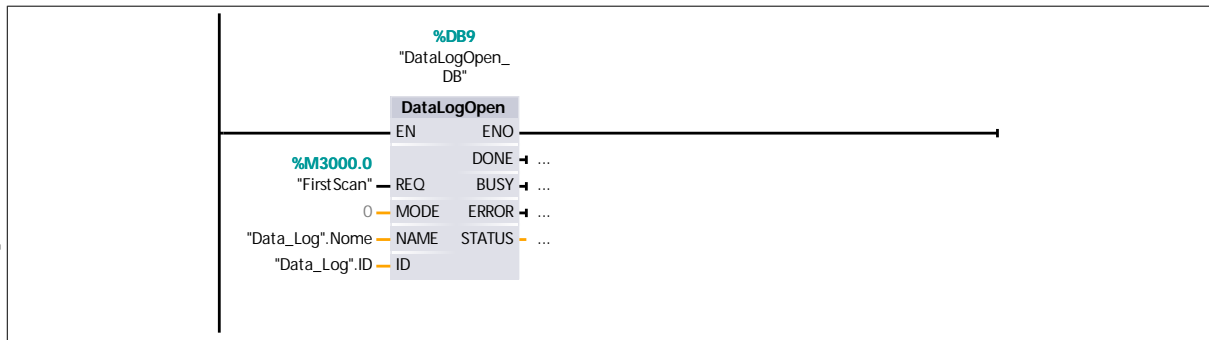 %DB9
"DataLogOpen_
DB"
DataLogOpen
EN ENO
DONE ...
%M3000.0
"FirstScan" REQ BUSY ...
0 MODE ERROR ...
"Data_Log".Nome NAME STATUS ...
"Data_Log".ID ID